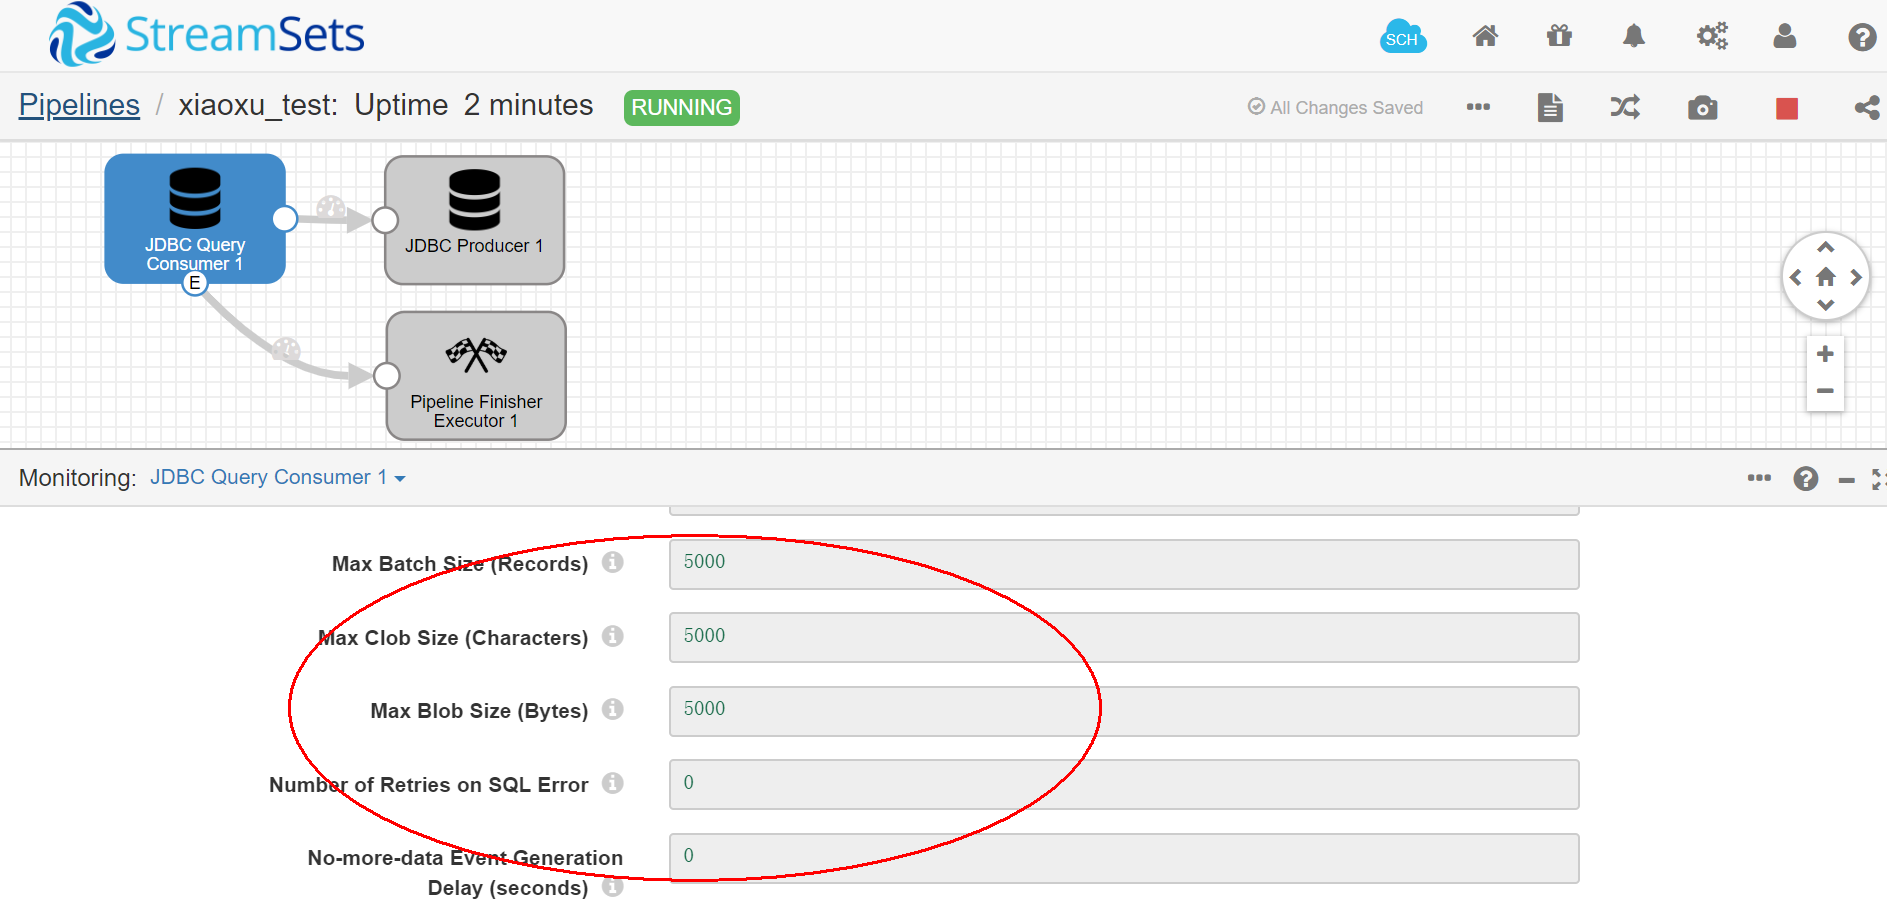 StreamSets
SCH
Pipelines / xiaoxu_test: Uptime 2 minutes RUNNING
All Changes Saved
JDBC Query
Consumer 1
E
JDBC Producer 1
Pipeline Finisher
Executor 1
Monitoring: JDBC Query Consumer 1
Max Batch Size (Records) 5000
Max Clob Size (Characters) 5000
Max Blob Size (Bytes) 5000
Number of Retries on SQL Error 0
No-more-data Event Generation 0
Delay (seconds)